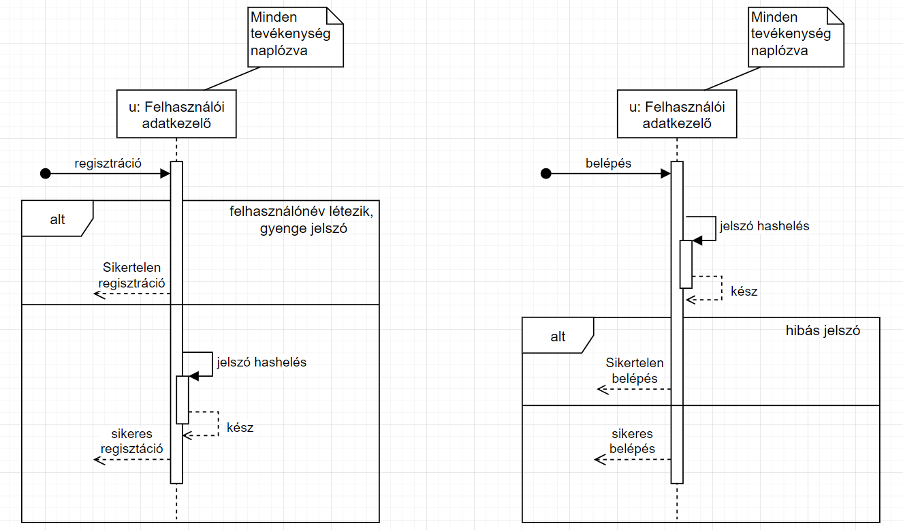 Minden
tevékenység
naplózva
u: Felhasználói
adatkezelő
regisztráció
alt
felhasználónév létezik,
gyenge jelszó
Sikertelen
regisztráció
jelszó hashelés
kész
sikeres
regisztáció
Minden
tevékenység
naplózva
u: Felhasználói
adatkezelő
belépés
jelszó hashelés
kész
alt
hibás jelszó
Sikertelen
belépés
sikeres
belépés